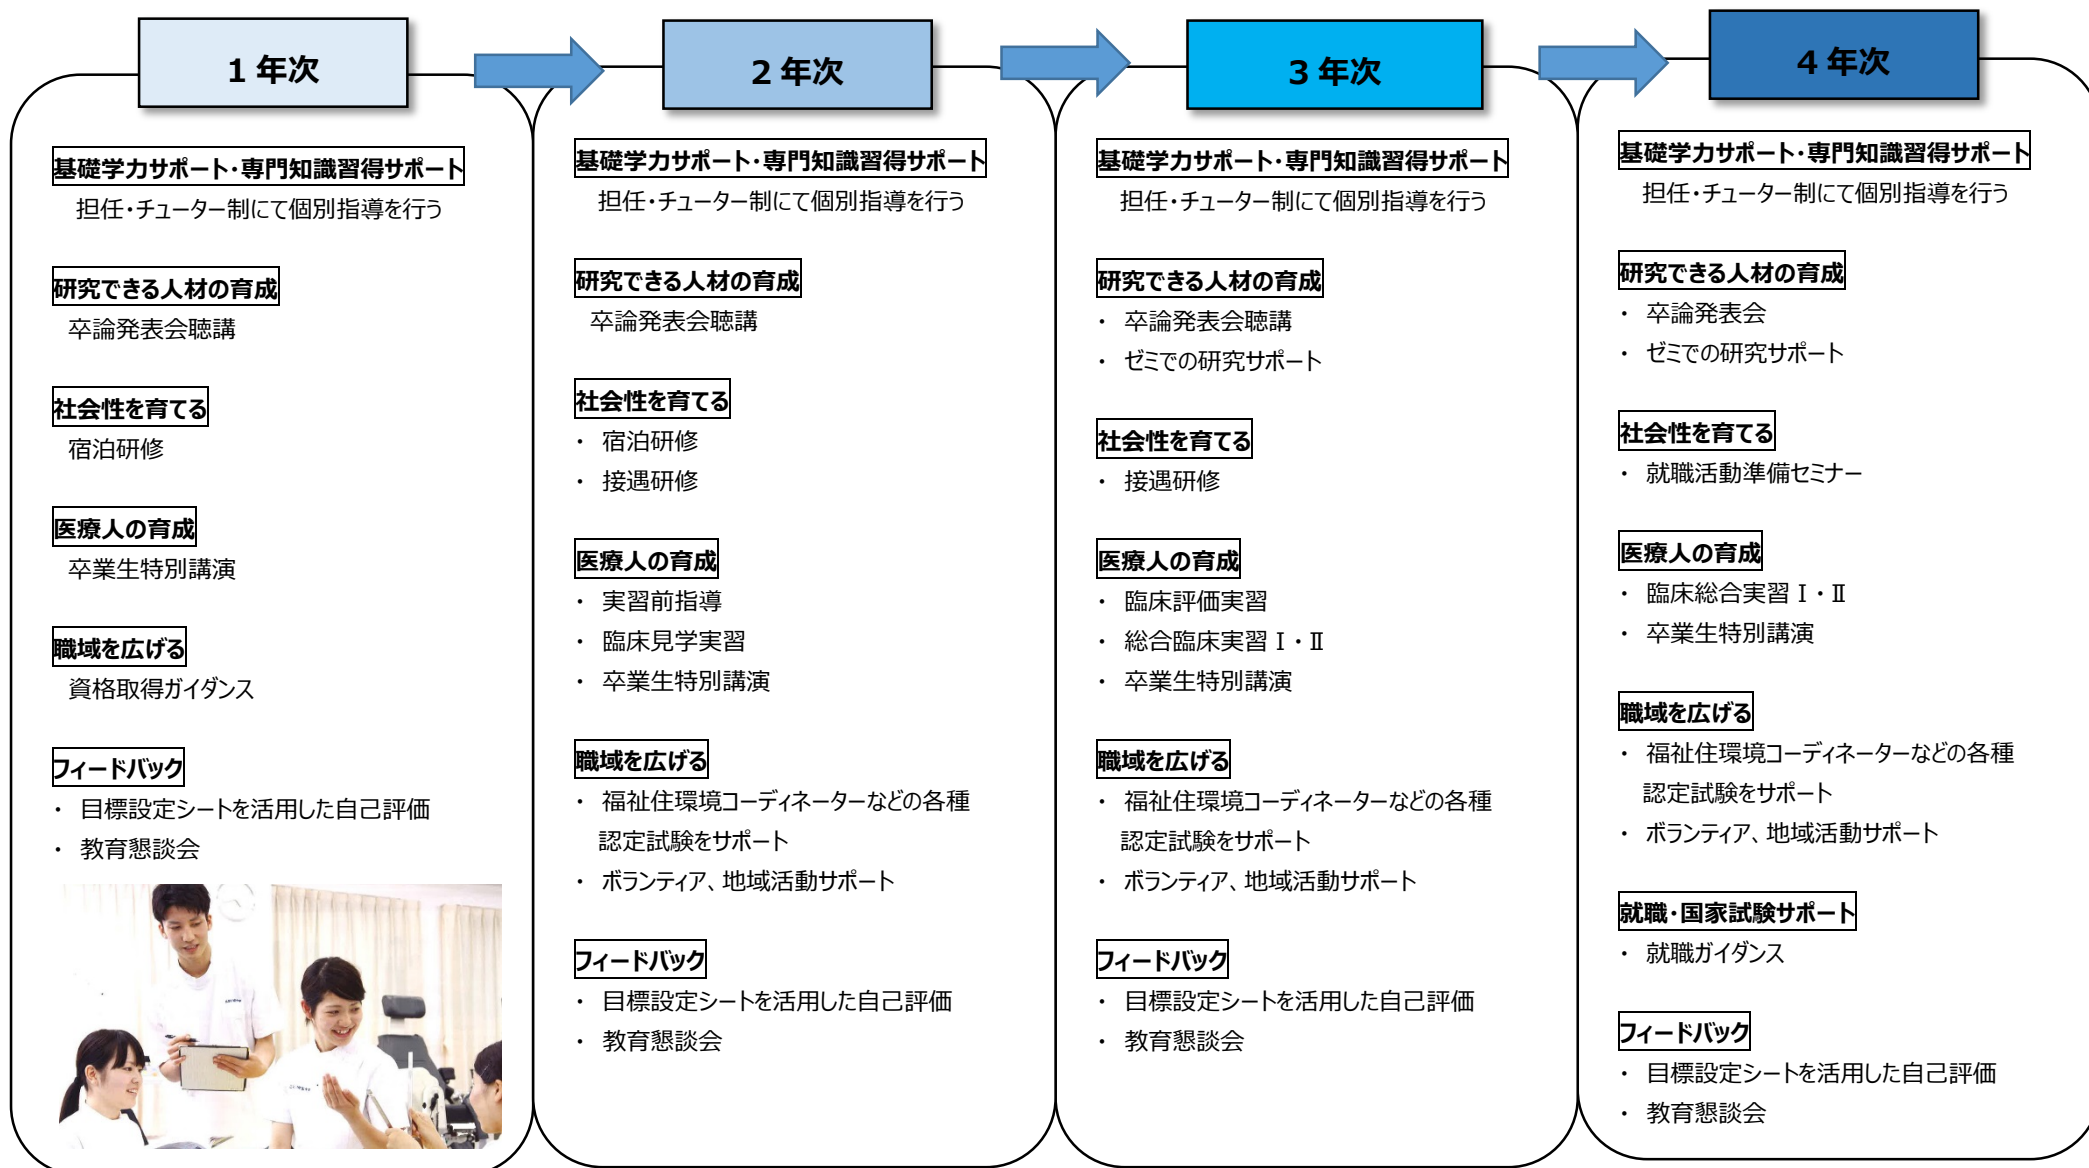 1 年次
基礎学力サポート・専門知識習得サポート
担任・チューター制にて個別指導を行う
研究できる人材の育成
卒論発表会聴講
社会性を育てる
宿泊研修
医療人の育成
卒業生特別講演
職域を広げる
資格取得ガイダンス
フィードバック
・ 目標設定シートを活用した自己評価
・ 教育懇談会
2 年次
基礎学力サポート・専門知識習得サポート
担任・チューター制にて個別指導を行う
研究できる人材の育成
卒論発表会聴講
社会性を育てる
・ 宿泊研修
・ 接遇研修
医療人の育成
・ 実習前指導
・ 臨床見学実習
・ 卒業生特別講演
職域を広げる
・ 福祉住環境コーディネーターなどの各種
認定試験をサポート
・ ボランティア、地域活動サポート
フィードバック
・ 目標設定シートを活用した自己評価
・ 教育懇談会
3 年次
基礎学力サポート・専門知識習得サポート
担任・チューター制にて個別指導を行う
研究できる人材の育成
・ 卒論発表会聴講
・ ゼミでの研究サポート
社会性を育てる
・ 接遇研修
医療人の育成
・ 臨床評価実習
・ 総合臨床実習Ⅰ・Ⅱ
・ 卒業生特別講演
職域を広げる
・ 福祉住環境コーディネーターなどの各種
認定試験をサポート
・ ボランティア、地域活動サポート
フィードバック
・ 目標設定シートを活用した自己評価
・ 教育懇談会
4 年次
基礎学力サポート・専門知識習得サポート
担任・チューター制にて個別指導を行う
研究できる人材の育成
・ 卒論発表会
・ ゼミでの研究サポート
社会性を育てる
・ 就職活動準備セミナー
医療人の育成
・ 臨床総合実習Ⅰ・Ⅱ
・ 卒業生特別講演
職域を広げる
・ 福祉住環境コーディネーターなどの各種
認定試験をサポート
・ ボランティア、地域活動サポート
就職・国家試験サポート
・ 就職ガイダンス
フィードバック
・ 目標設定シートを活用した自己評価
・ 教育懇談会